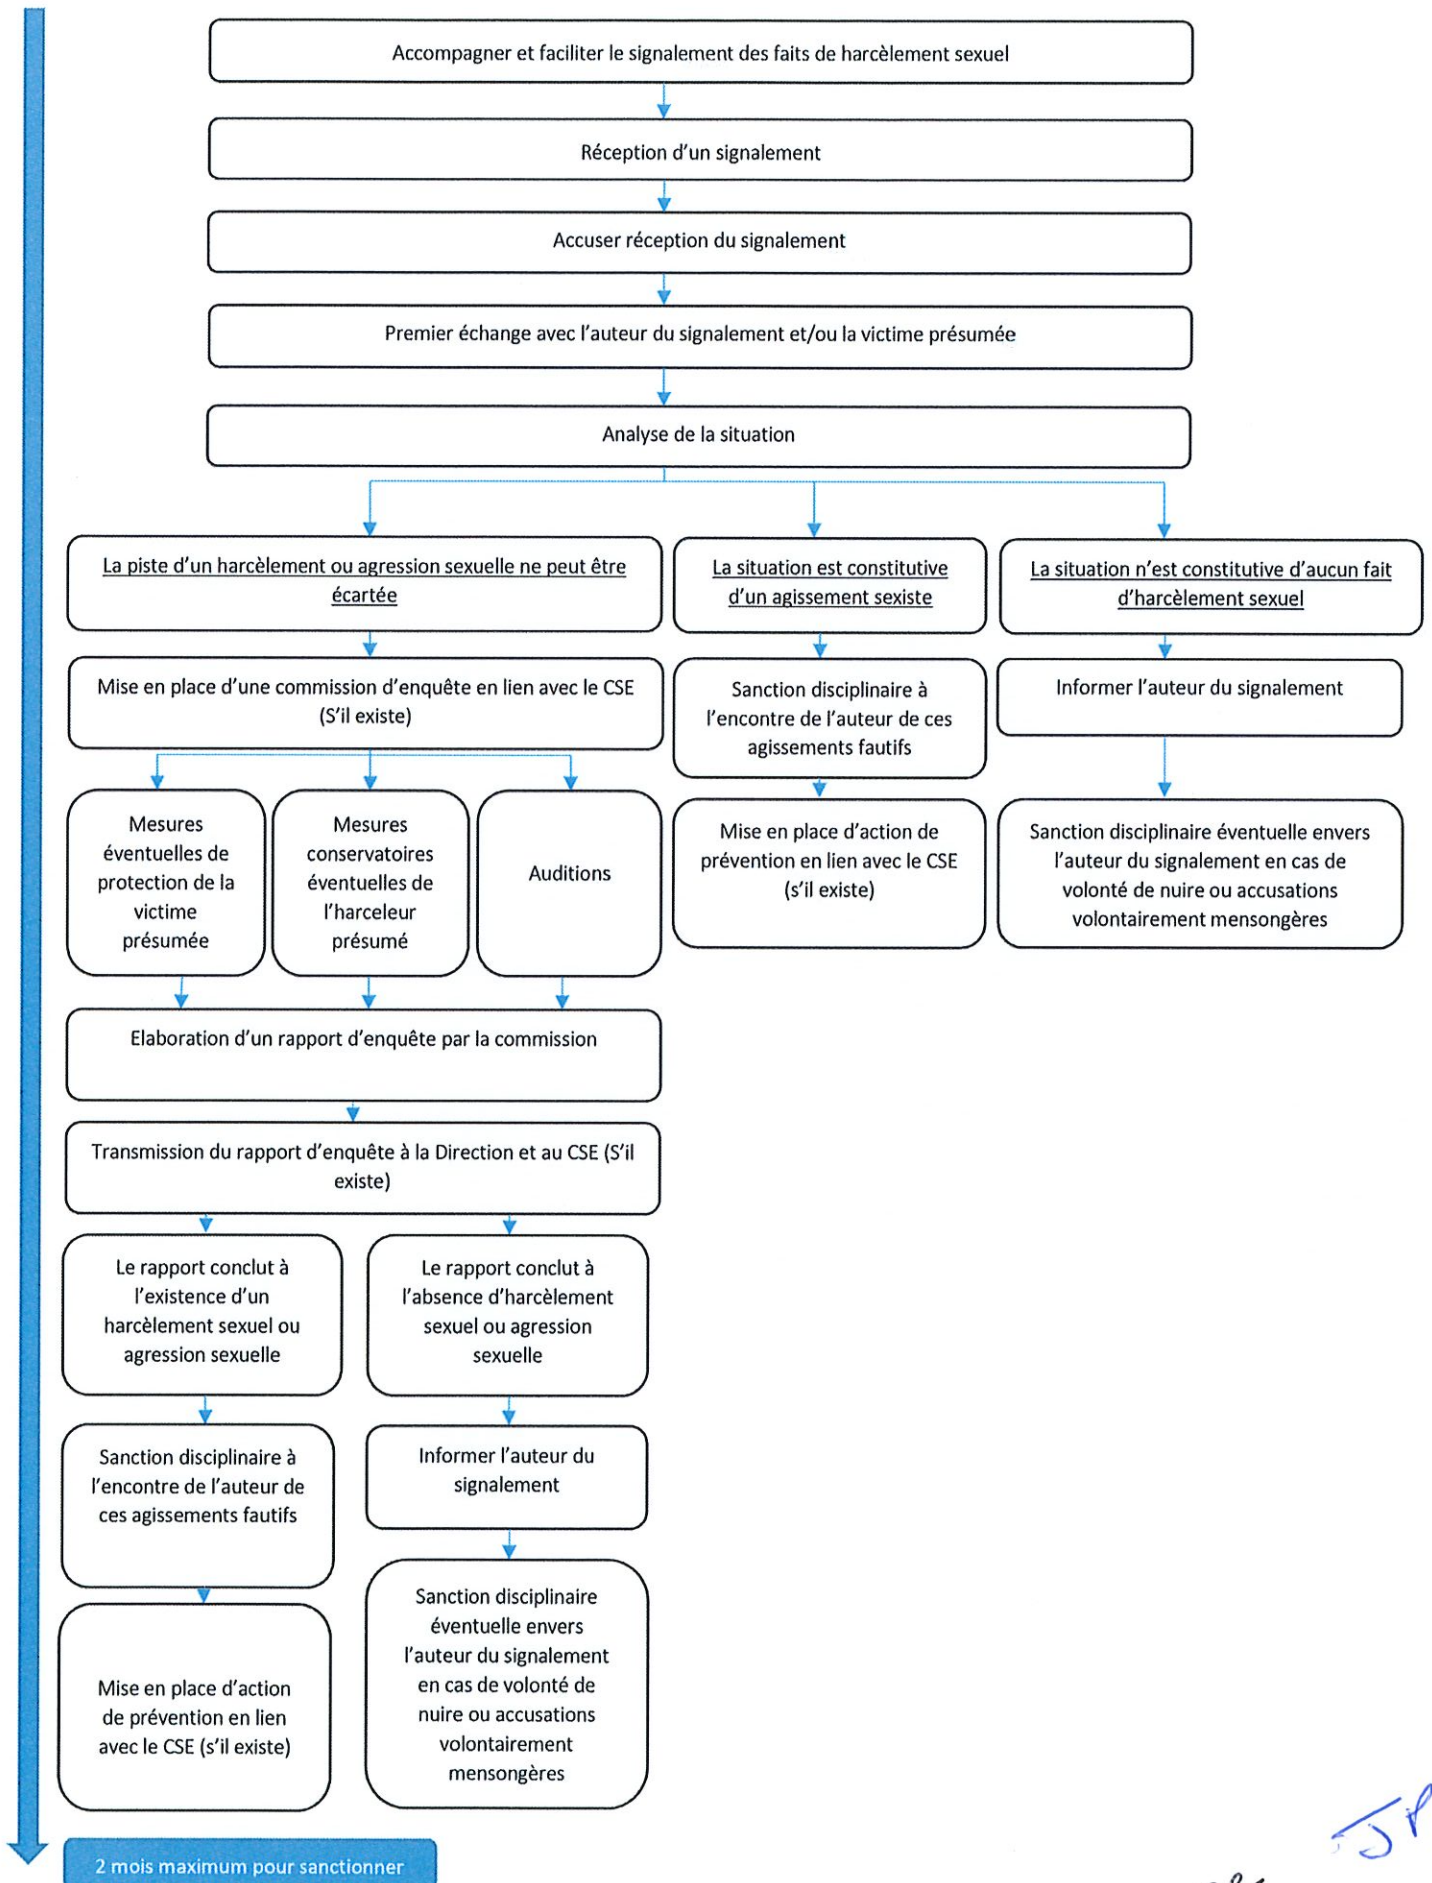 Accompagner et faciliter le signalement des faits de harcèlement sexuel
Réception d'un signalement
Accuser réception du signalement
Premier échange avec l'auteur du signalement et/ou la victime présumée
Analyse de la situation
La piste d'un harcèlement ou agression sexuelle ne peut être
écartée
La situation est constitutive
d'un agissement sexiste
La situation n'est constitutive d'aucun fait
d'harcèlement sexuel
Mise en place d'une commission d'enquête en lien avec le CSE
(S'il existe)
Sanction disciplinaire à
l'encontre de l'auteur de ces
agissements fautifs
Informer l'auteur du signalement
Mesures
éventuelles de
protection de la
victime
présumée
Mesures
conservatoires
éventuelles de
l'harceleur
présumé
Auditions
Mise en place d'action de
prévention en lien avec le CSE
(s'il existe)
Sanction disciplinaire éventuelle envers
l'auteur du signalement en cas de
volonté de nuire ou accusations
volontairement mensongères
Elaboration d'un rapport d'enquête par la commission
Transmission du rapport d'enquête à la Direction et au CSE (S'il
existe)
Le rapport conclut à
l'existence d'un
harcèlement sexuel ou
agression sexuelle
Le rapport conclut à
l'absence d'harcèlement
sexuel ou agression
sexuelle
Sanction disciplinaire à
l'encontre de l'auteur de
ces agissements fautifs
Informer l'auteur du
signalement
Mise en place d'action
de prévention en lien
avec le CSE (s'il existe)
Sanction disciplinaire
éventuelle envers
l'auteur du signalement
en cas de volonté de
nuire ou accusations
volontairement
mensongères
2 mois maximum pour sanctionner